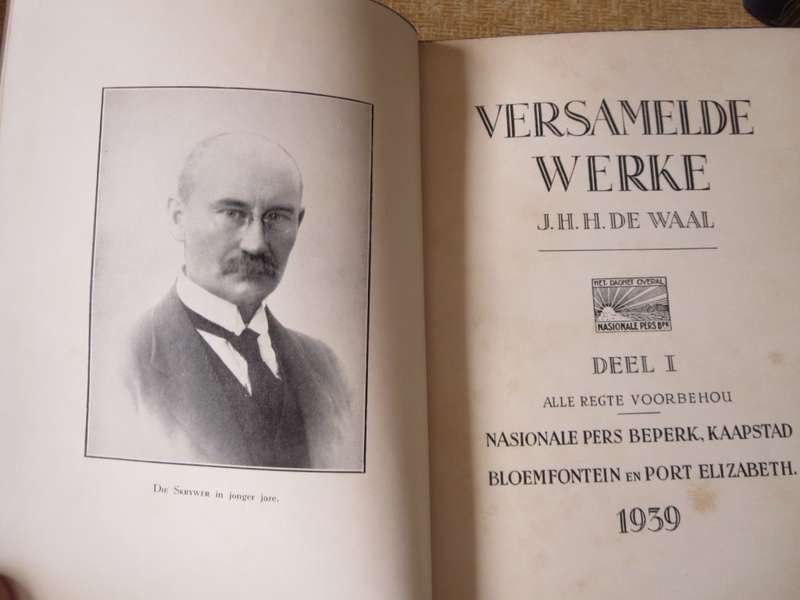 Die Skrywer in jonger jare.
VERSAMELDE
WERKE
J.H.H. DE WAAL
HET DAGHET OVERAL
NASIONALE PERS BPK
DEEL I
ALLE REGTE VOORBEHOU
NASIONALE PERS BEPERK, KAAPSTAD
BLOEMFONTEIN EN PORT ELIZABETH.
1939